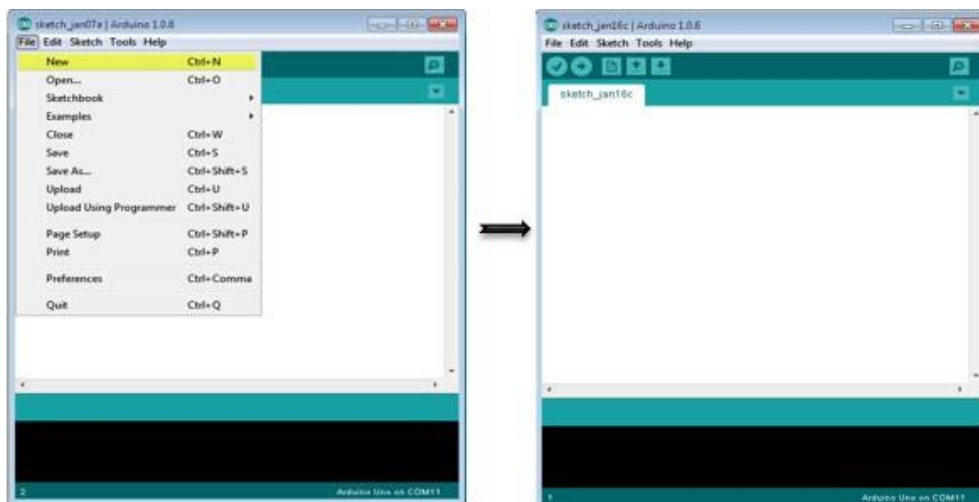 sketch_jan07a | Arduino 1.0.6
File Edit Sketch Tools Help
New Ctrl+N
Open... Ctrl+O
Sketchbook
Examples
Close Ctrl+W
Save Ctrl+S
Save As... Ctrl+Shift+S
Upload Ctrl+U
Upload Using Programmer Ctrl+Shift+U
Page Setup Ctrl+Shift+P
Print Ctrl+P
Preferences Ctrl+Comma
Quit Ctrl+Q
2 Arduino Uno on COM11
sketch_jan16c | Arduino 1.0.6
File Edit Sketch Tools Help
sketch_jan16c
1 Arduino Uno on COM11